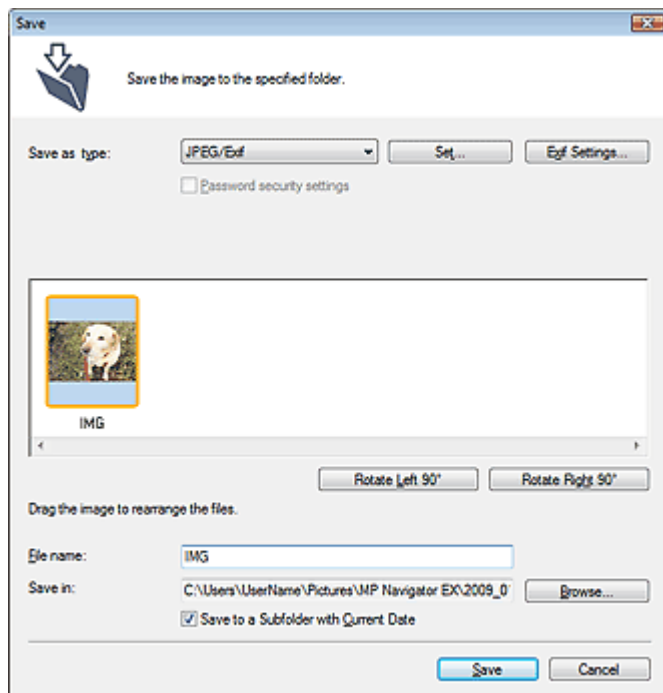 Save
Save the image to the specified folder.
Save as type:
JPEG/Exif
Set...
Exif Settings...
Password security settings
IMG
Rotate Left 90°
Rotate Right 90°
Drag the image to rearrange the files.
File name:
IMG
Save in:
C:\Users\UserName\Pictures\MP Navigator EX\2009_0
Browse...
Save to a Subfolder with Current Date
Save
Cancel